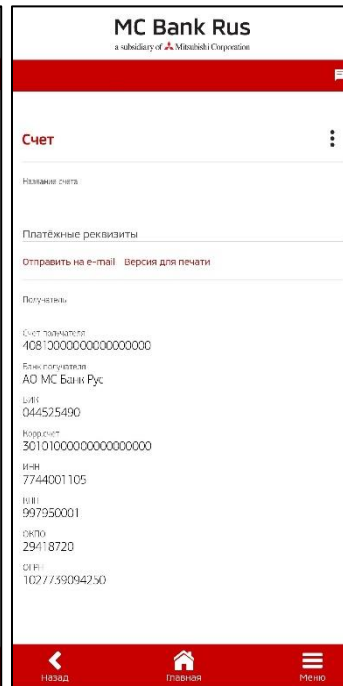 MC Bank Rus
a subsidiary of Mitsubishi Corporation
Счет
Название счета
Платёжные реквизиты
Отправить на e-mail Версия для печати
Получатель
Счет получателя
40810000000000000000
Банк получателя
АО МС Банк Рус
БИК
044525490
Корр.счет
30101000000000000000
ИНН
7744001105
КПП
997950001
ОКПО
29418720
ОГРН
1027739094250
Назад Главная Меню